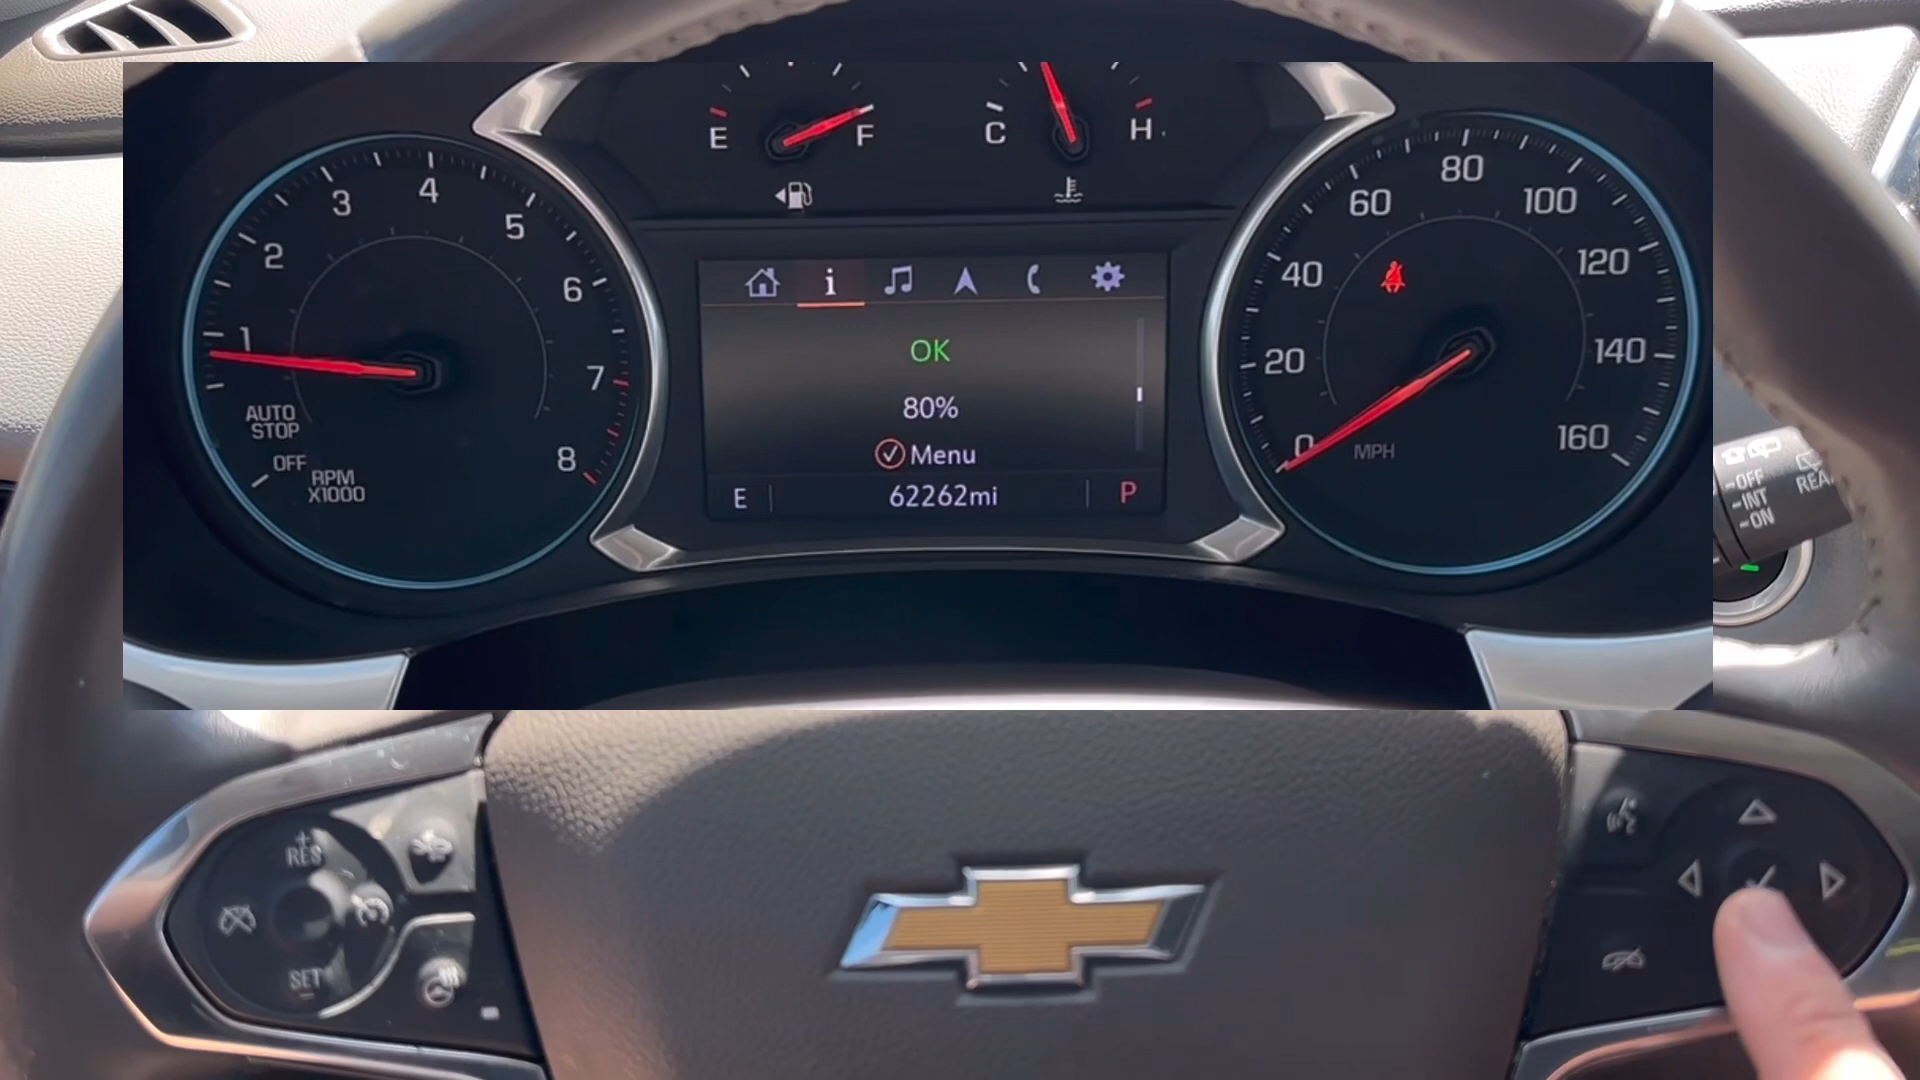 E
F
C
H
1
2
3
4
5
6
7
8
AUTO
STOP
OFF
RPM
X1000
OK
80%
Menu
E
62262mi
P
0
20
40
60
80
100
120
140
160
MPH
OFF
INT
ON
+
RES
SET
-